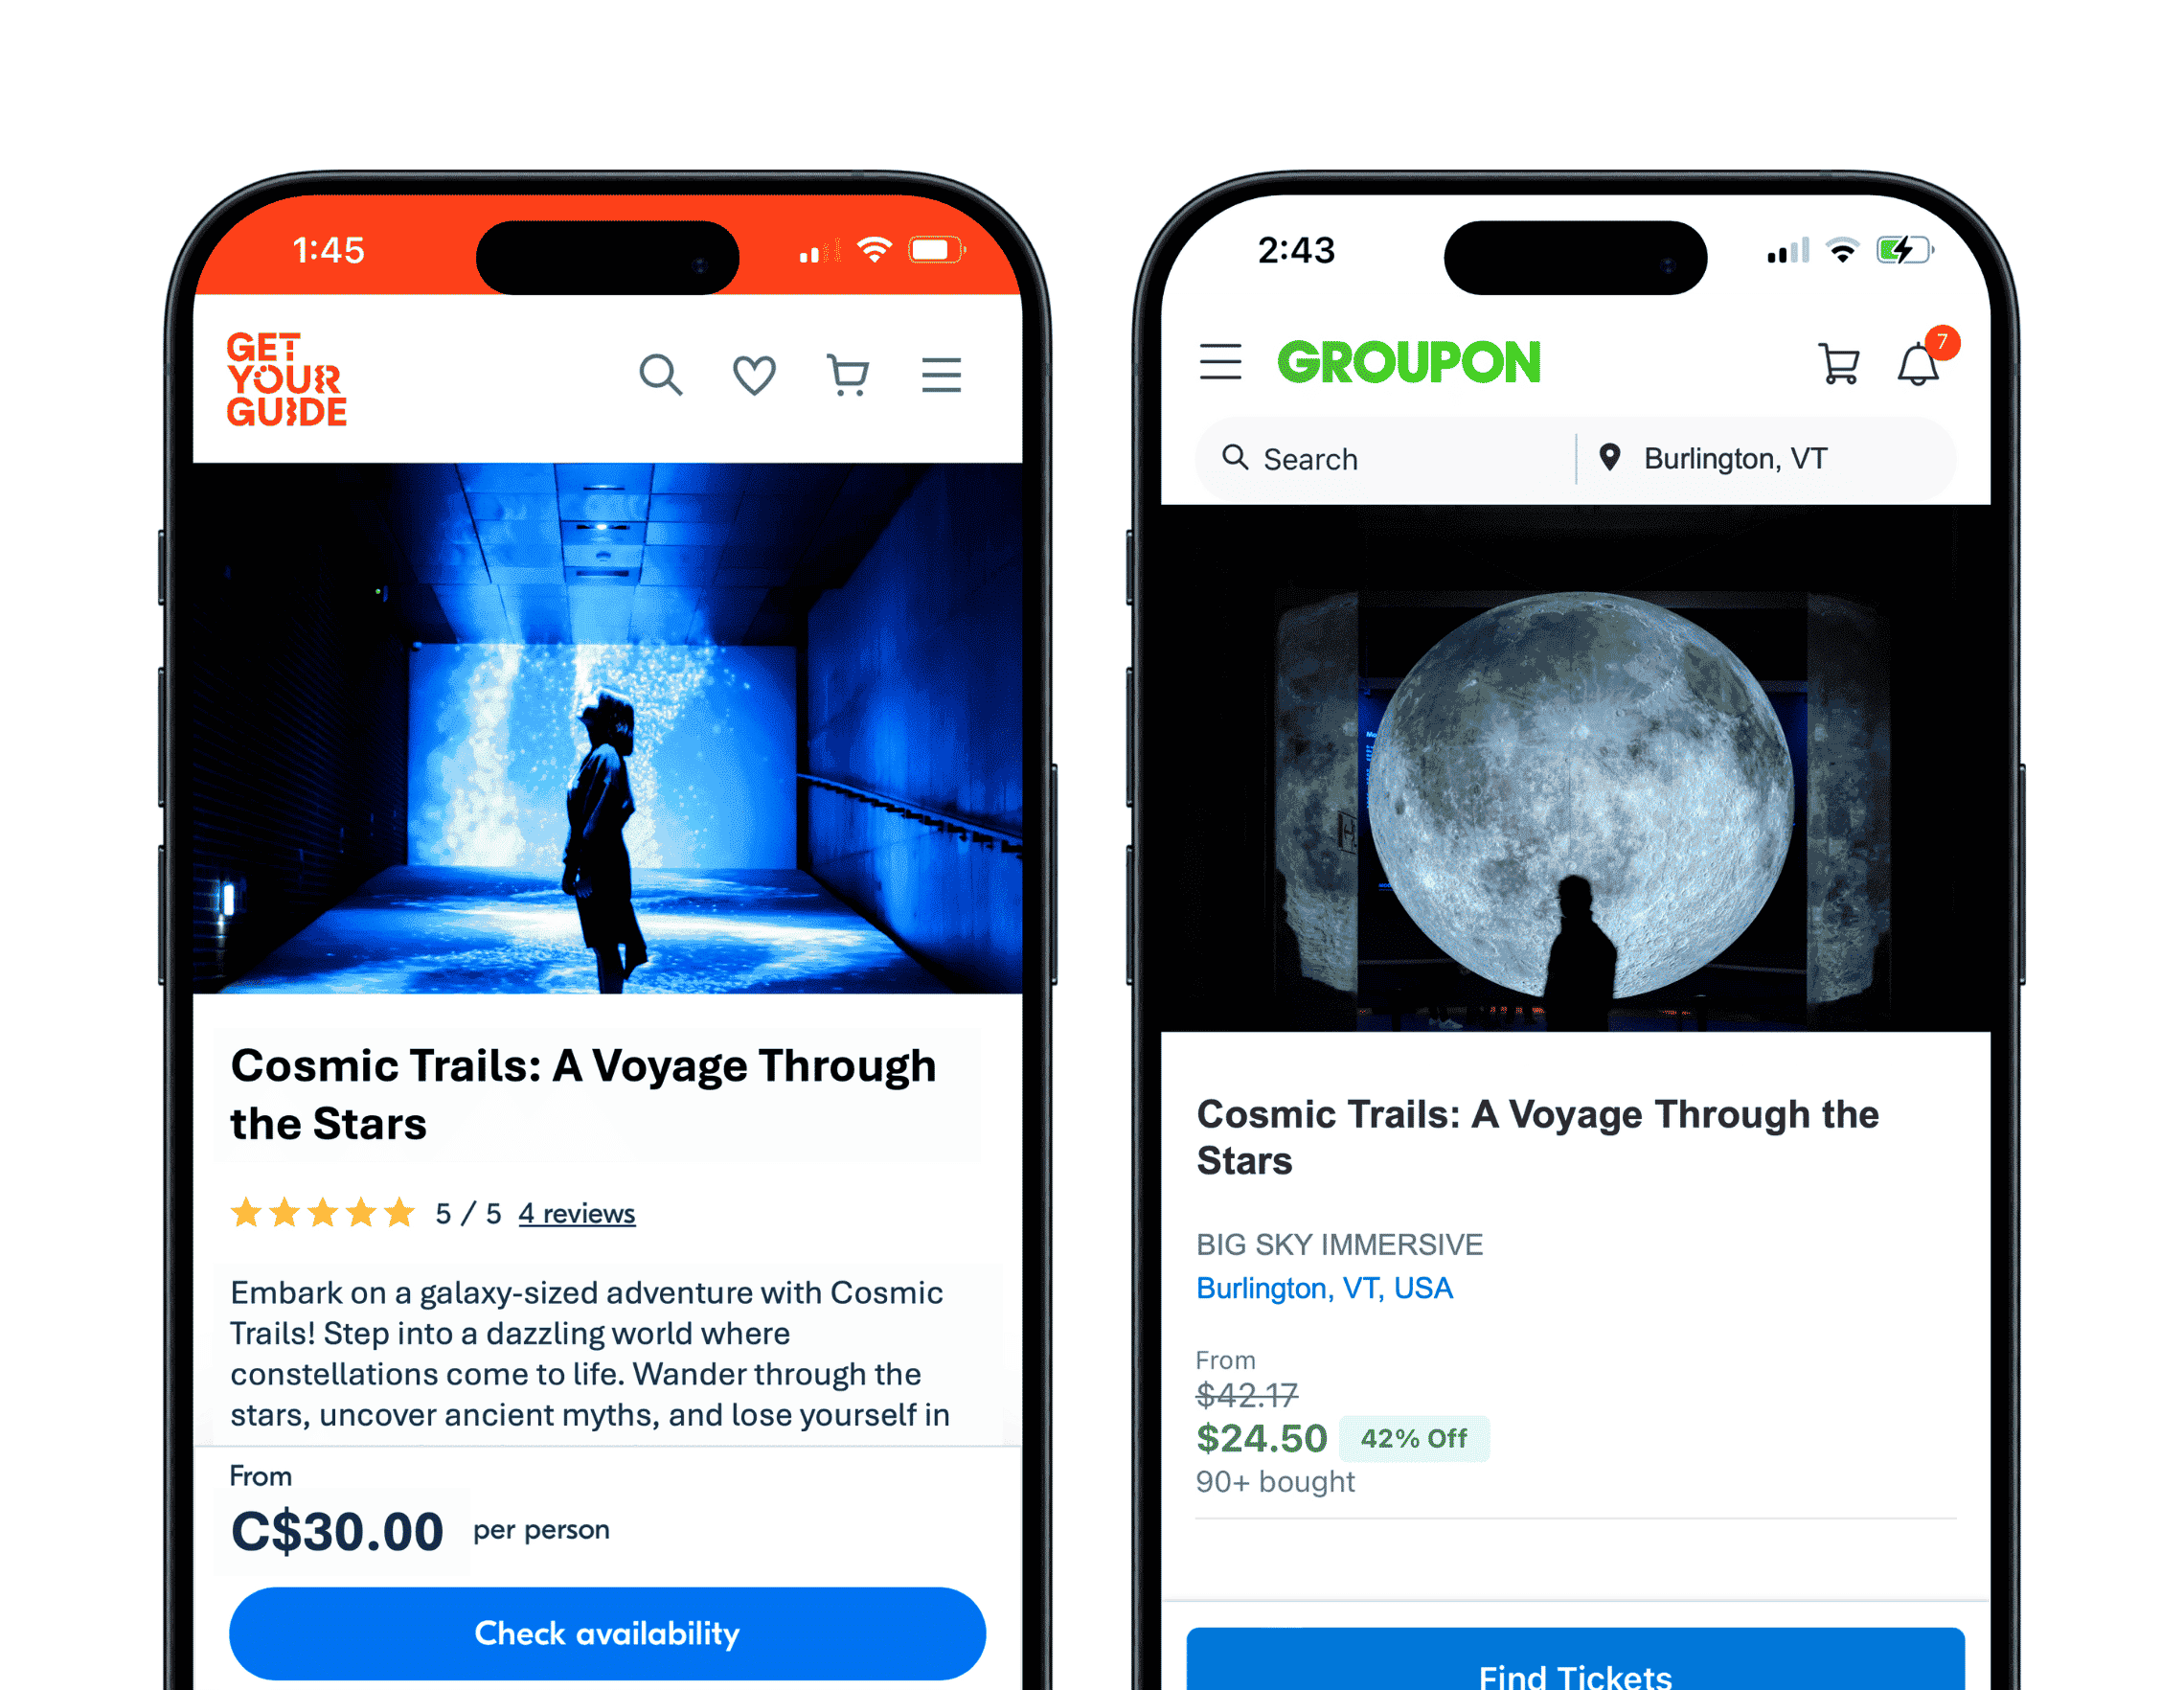 1:45
GET
YOUR
GUIDE
Cosmic Trails: A Voyage Through
the Stars
5 / 5 4 reviews
Embark on a galaxy-sized adventure with Cosmic
Trails! Step into a dazzling world where
constellations come to life. Wander through the
stars, uncover ancient myths, and lose yourself in
From
C$30.00 per person
Check availability
2:43
GROUPON
7
Search
Burlington, VT
Cosmic Trails: A Voyage Through the
Stars
BIG SKY IMMERSIVE
Burlington, VT, USA
From
$42.17
$24.50 42% Off
90+ bought
Find Tickets